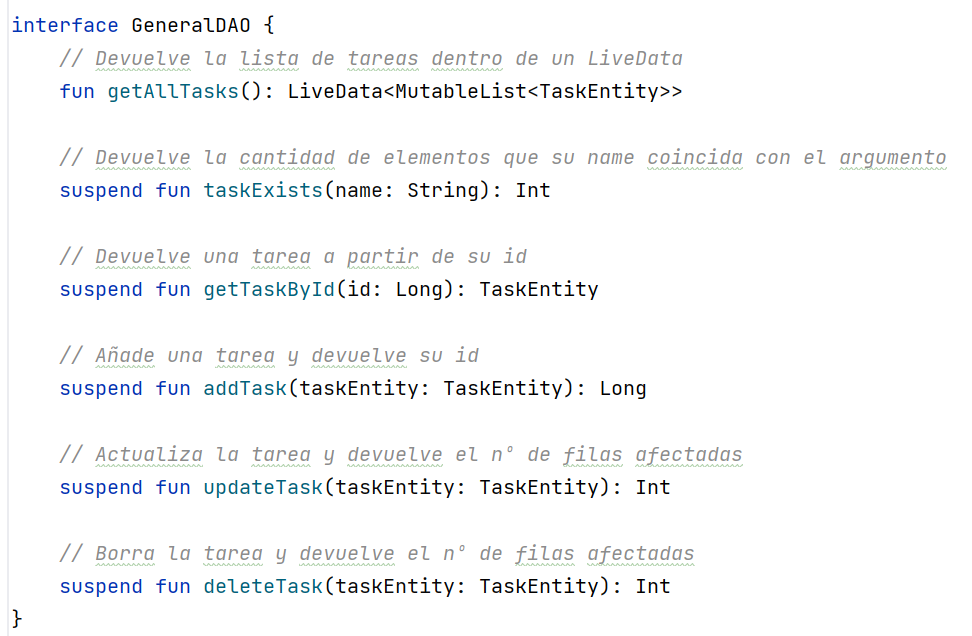 interface GeneralDAO {
// Devuelve la lista de tareas dentro de un LiveData
fun getAllTasks(): LiveData<MutableList<TaskEntity>>
// Devuelve la cantidad de elementos que su name coincida con el argumento
suspend fun taskExists(name: String): Int
// Devuelve una tarea a partir de su id
suspend fun getTaskById(id: Long): TaskEntity
// Añade una tarea y devuelve su id
suspend fun addTask(taskEntity: TaskEntity): Long
// Actualiza la tarea y devuelve el nº de filas afectadas
suspend fun updateTask(taskEntity: TaskEntity): Int
// Borra la tarea y devuelve el nº de filas afectadas
suspend fun deleteTask(taskEntity: TaskEntity): Int
}